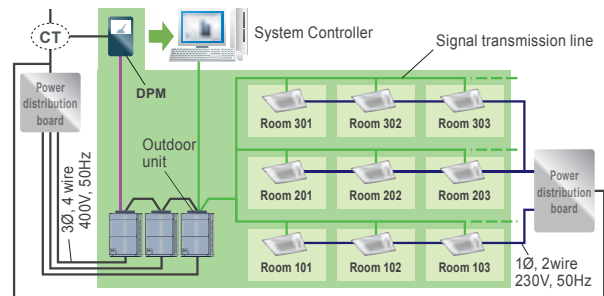 CT
System Controller
Signal transmission line
Power
distribution
board
DPM
Outdoor
unit
3Ø, 4 wire
400V, 50Hz
Room 301
Room 302
Room 303
Room 201
Room 202
Room 203
Room 101
Room 102
Room 103
Power
distribution
board
1Ø, 2wire
230V, 50Hz